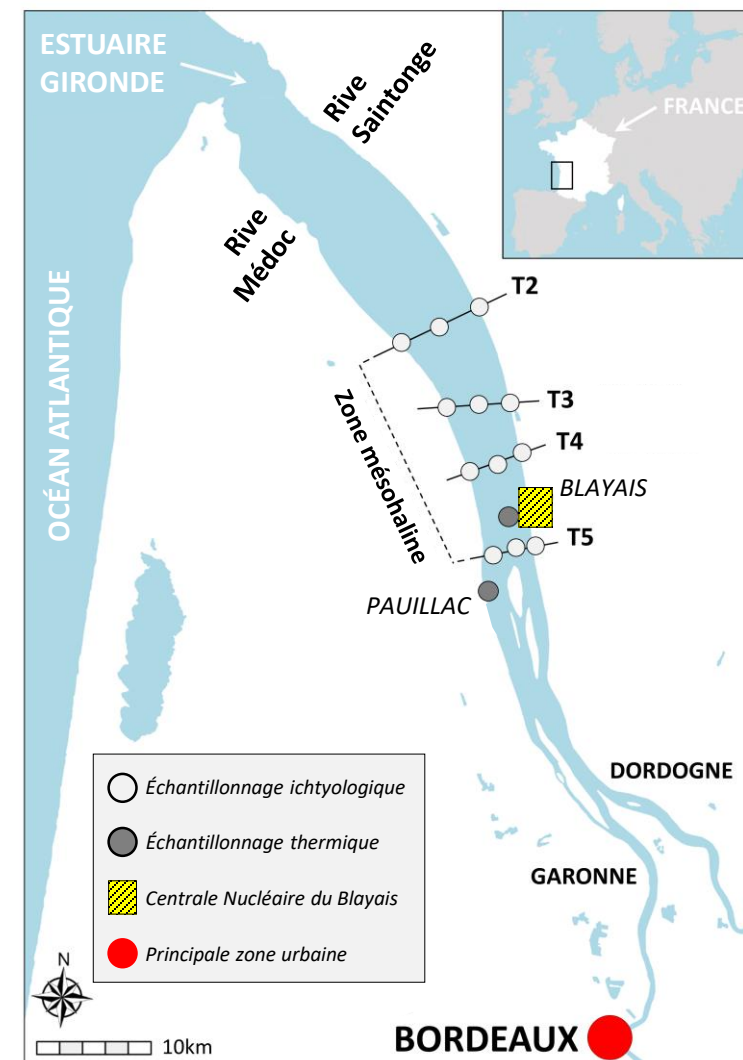 ESTUAIRE
GIRONDE
Rive
Saintonge
FRANCE
Rive
Médoc
OCÉAN ATLANTIQUE
T2
Zone mésohaline
T3
T4
BLAYAIS
T5
PAUILLAC
DORDOGNE
GARONNE
Échantillonnage ichtyologique
Échantillonnage thermique
Centrale Nucléaire du Blayais
Principale zone urbaine
N
10km
BORDEAUX